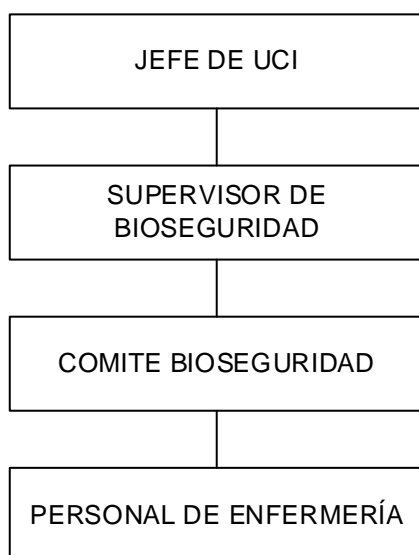 JEFE DE UCI
SUPERVISOR DE
BIOSEGURIDAD
COMITE BIOSEGURIDAD
PERSONAL DE ENFERMERÍA